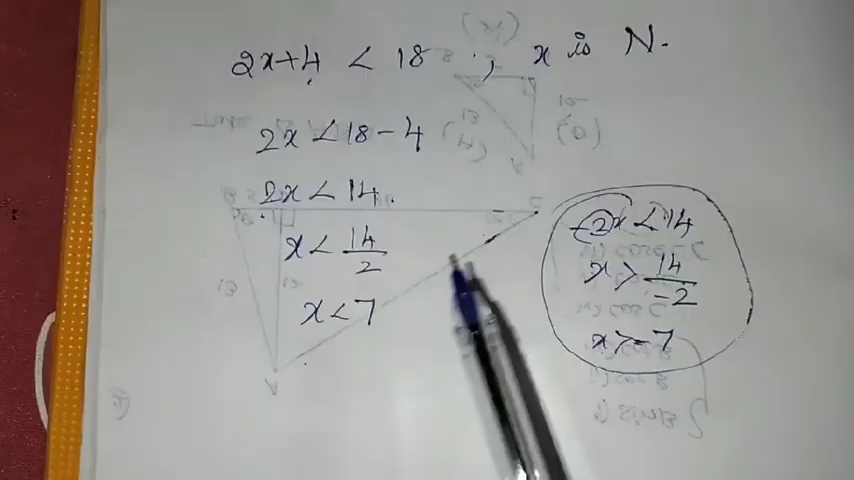 2x+4 < 18 ; x is N.
2x < 18 - 4
2x < 14.
x < 14/2
x < 7
-2x < 14
x > 14/-2
x > -7